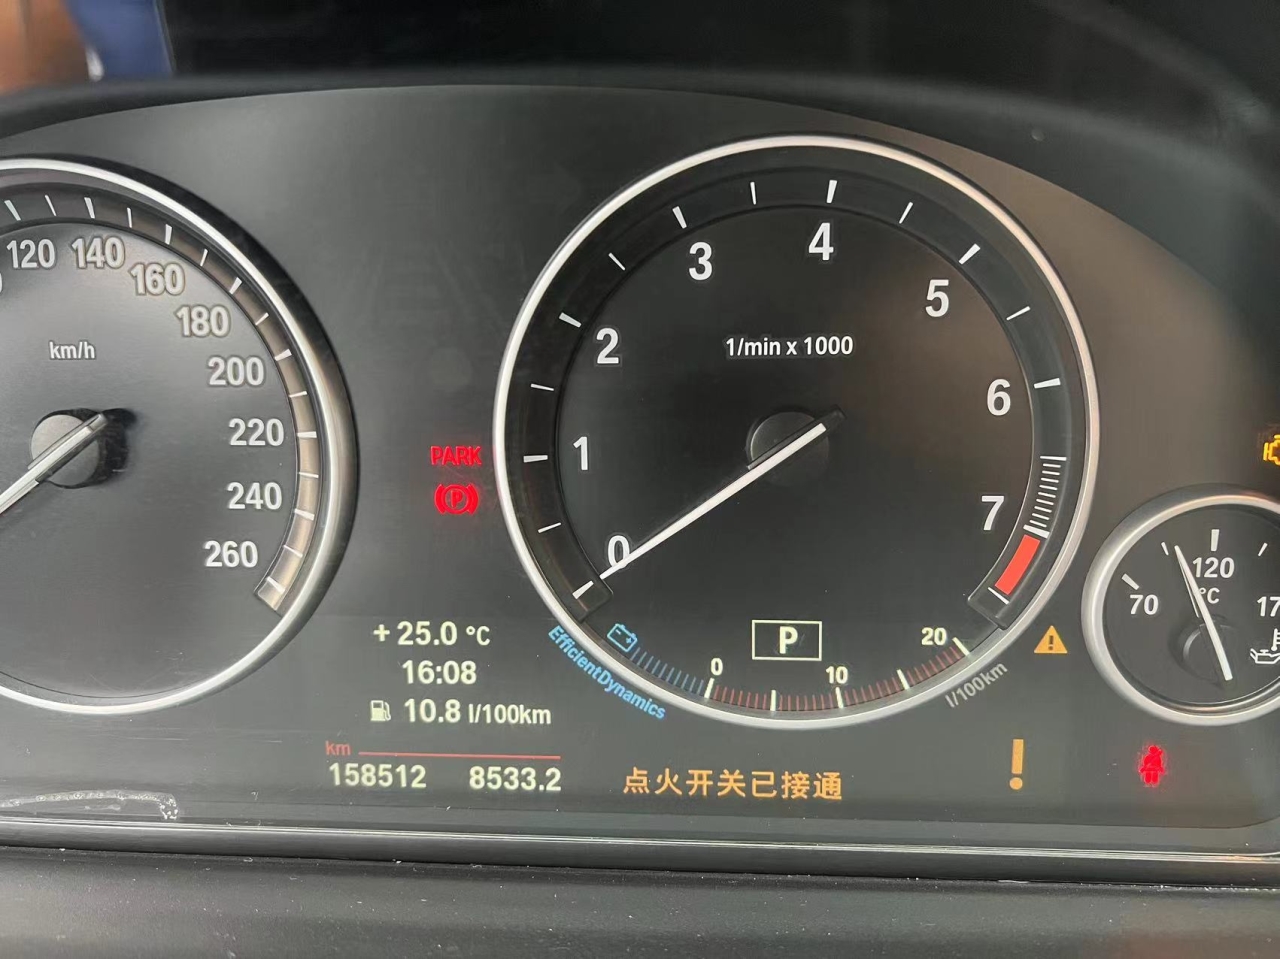 120
140
160
180
200
220
240
260
km/h
PARK
P
0
1
2
3
4
5
6
7
1/min x 1000
P
EfficientDynamics
0
10
20
l/100km
70
120
°C
+ 25.0 °C
16:08
10.8 l/100km
km
158512 8533.2
点火开关已接通
!